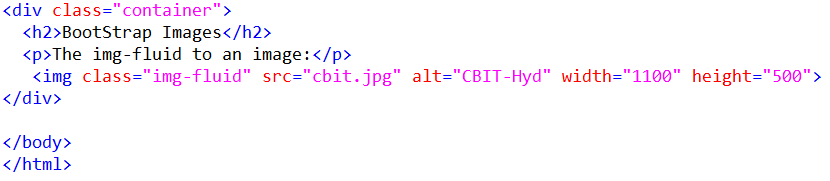 <div class="container">
  <h2>BootStrap Images</h2>
  <p>The img-fluid to an image:</p>
   <img class="img-fluid" src="cbit.jpg" alt="CBIT-Hyd" width="1100" height="500">
</div>

</body>
</html>